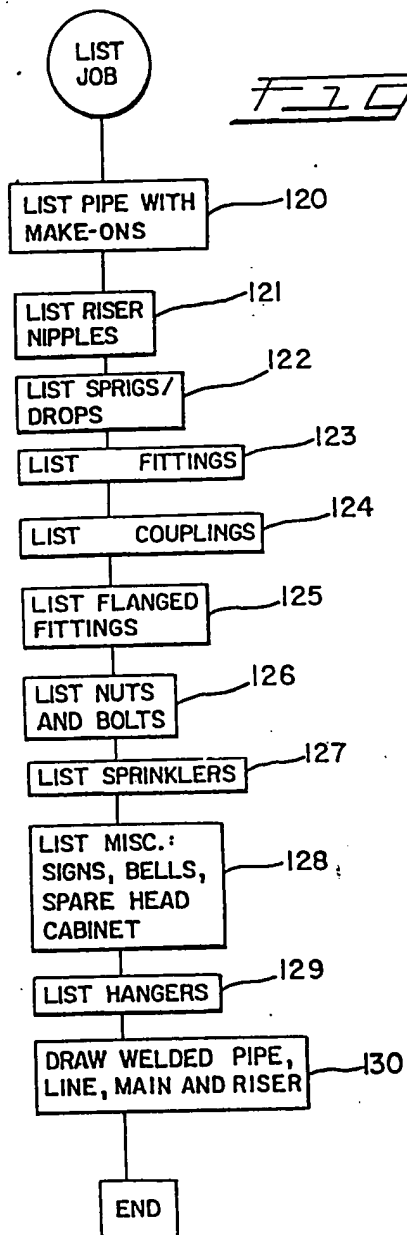 LIST
JOB
FIG
LIST PIPE WITH
MAKE-ONS
120
LIST RISER
NIPPLES
121
LIST SPRIGS/
DROPS
122
LIST FITTINGS
123
LIST COUPLINGS
124
LIST FLANGED
FITTINGS
125
LIST NUTS
AND BOLTS
126
LIST SPRINKLERS
127
LIST MISC.:
SIGNS, BELLS,
SPARE HEAD
CABINET
128
LIST HANGERS
129
DRAW WELDED PIPE,
LINE, MAIN AND RISER
130
END